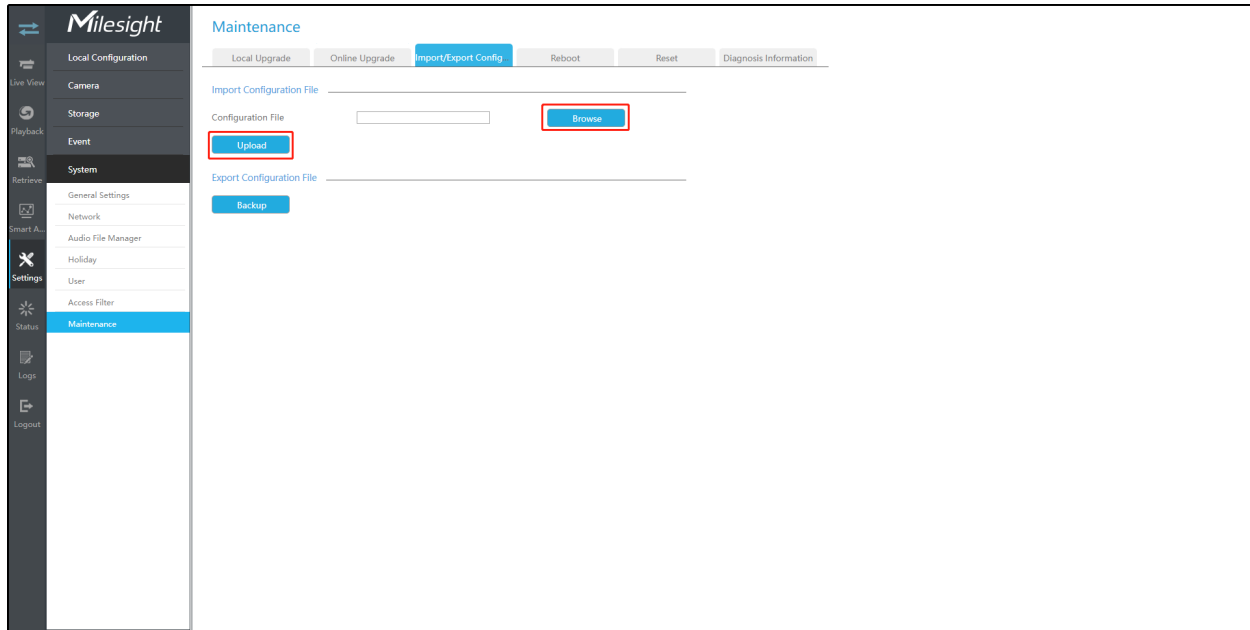 Milesight
Live View
Playback
Retrieve
Smart A...
Settings
Status
Logs
Logout
Local Configuration
Camera
Storage
Event
System
General Settings
Network
Audio File Manager
Holiday
User
Access Filter
Maintenance
Maintenance
Local Upgrade Online Upgrade Import/Export Config... Reboot Reset Diagnosis Information
Import Configuration File
Configuration File Browse
Upload
Export Configuration File
Backup